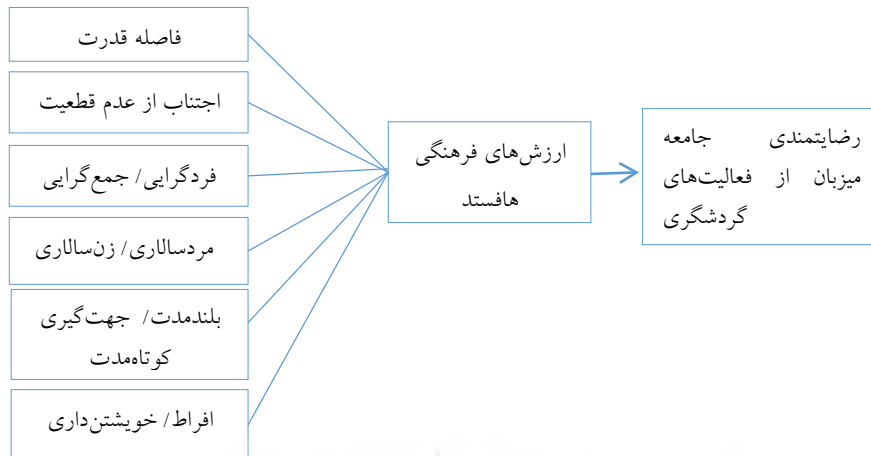 فاصله قدرت
اجتناب از عدم قطعیت
فردگرایی/ جمع‌گرایی
مردسالاری/ زن‌سالاری
بلندمدت/ جهت‌گیری
کوتاه‌مدت
افراط/ خویشتن‌داری
ارزش‌های فرهنگی
هافستد
رضایتمندی جامعه
میزبان از فعالیت‌های
گردشگری